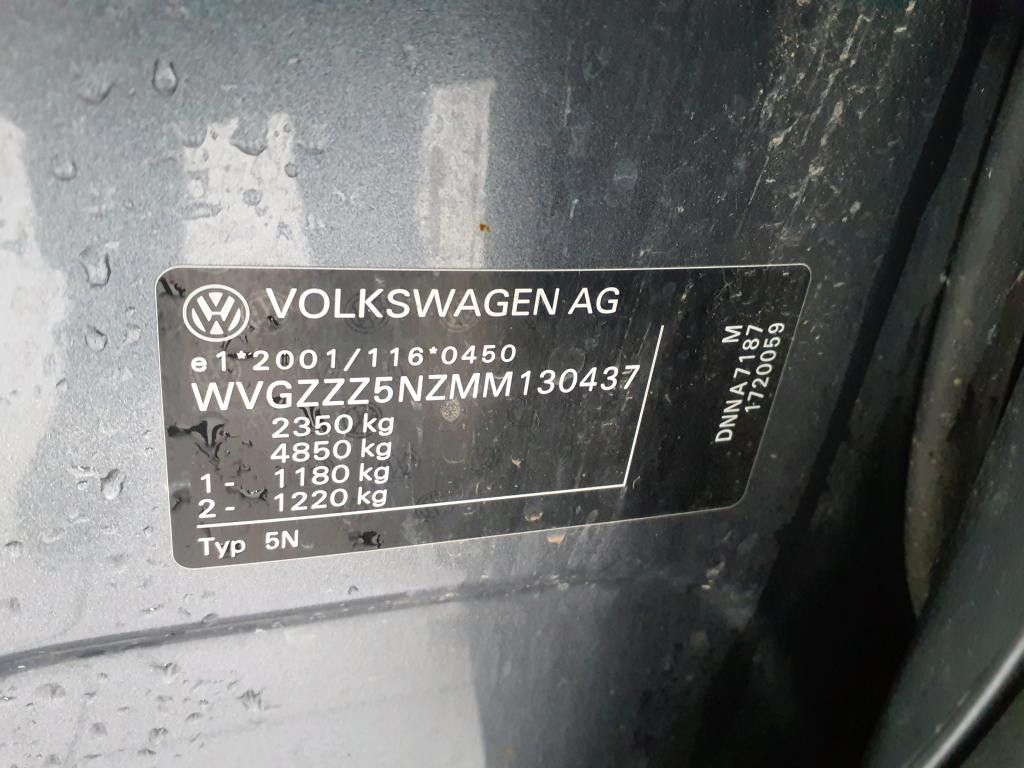 VOLKSWAGEN AG
e1*2001/116*0450
WVGZZZ5NZMM130437
2350 kg
4850 kg
1 - 1180 kg
2 - 1220 kg
Typ 5N
M
DNNA7187
1720059